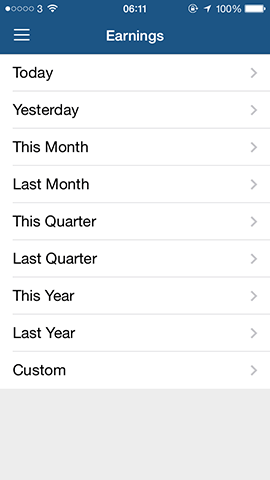 3 06:11 100%
Earnings
Today
Yesterday
This Month
Last Month
This Quarter
Last Quarter
This Year
Last Year
Custom